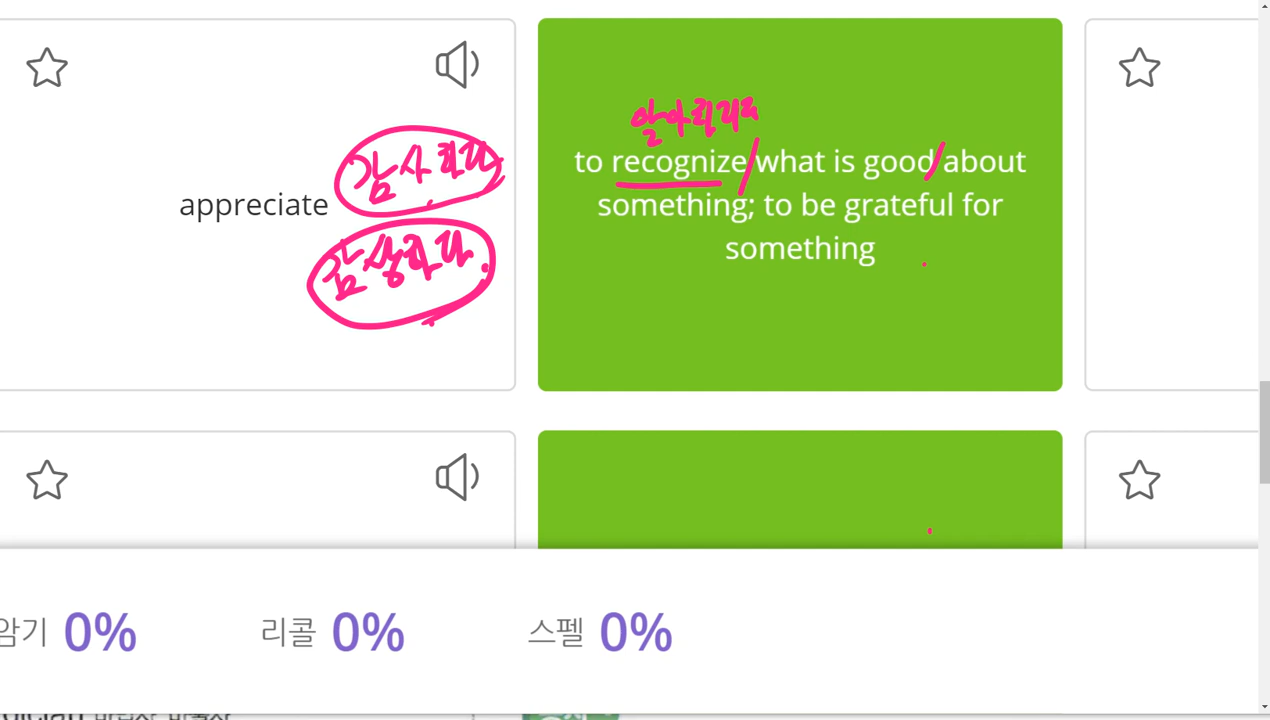 알아차리다
감사하다
to recognize/what is good/about
appreciate
something; to be grateful for
감상하다.
something
암기 0%
리콜 0%
스펠 0%